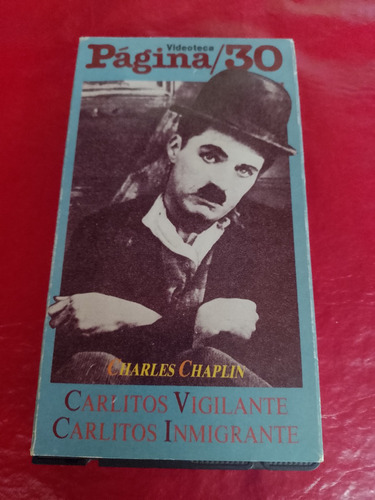 Videoteca
Página/30
CHARLES CHAPLIN
CARLITOS VIGILANTE
CARLITOS INMIGRANTE